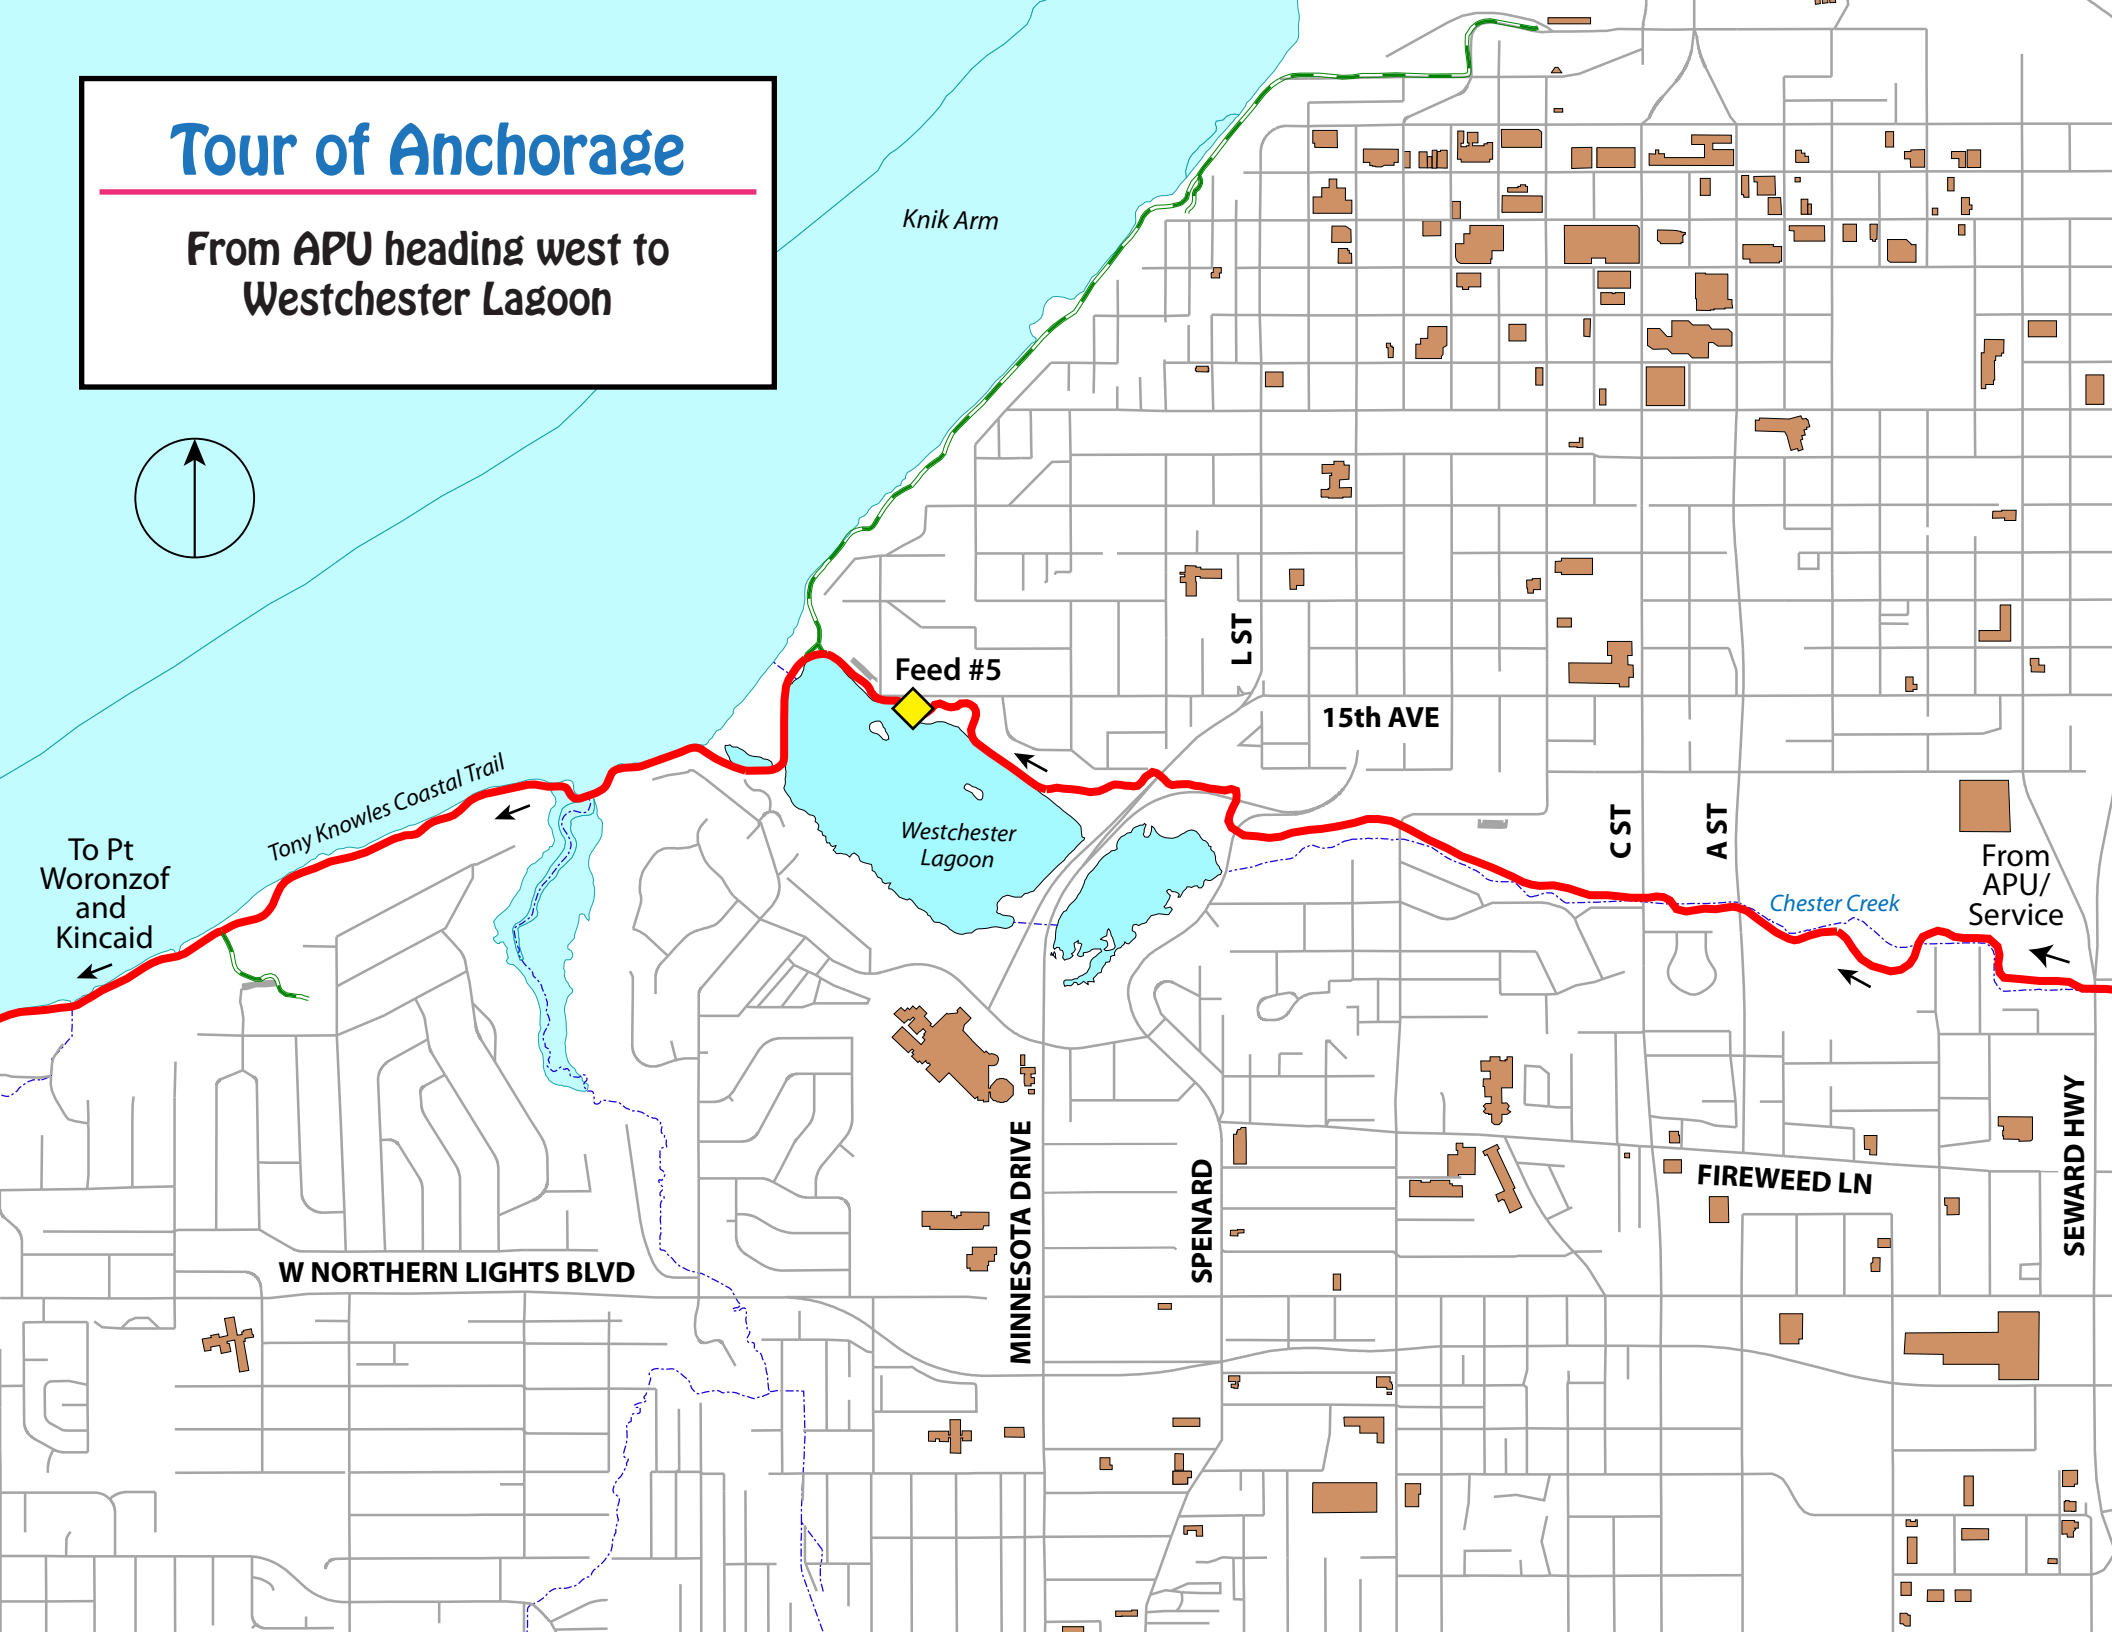 Tour of Anchorage
From APU heading west to
Westchester Lagoon
Knik Arm
L ST
Feed #5
15th AVE
Tony Knowles Coastal Trail
To Pt
Woronzof
and
Kincaid
Westchester
Lagoon
C ST
A ST
From
APU/
Service
Chester Creek
MINNESOTA DRIVE
SPENARD
FIREWEED LN
SEWARD HWY
W NORTHERN LIGHTS BLVD